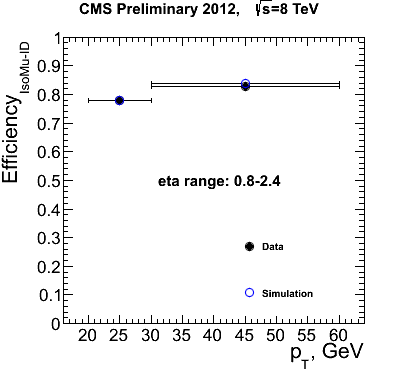 CMS Preliminary 2012, √s=8 TeV
Efficiency IsoMu-ID
1
0.9
0.8
0.7
0.6
0.5
0.4
0.3
0.2
0.1
0
eta range: 0.8-2.4
Data
Simulation
20 25 30 35 40 45 50 55 60
pT, GeV